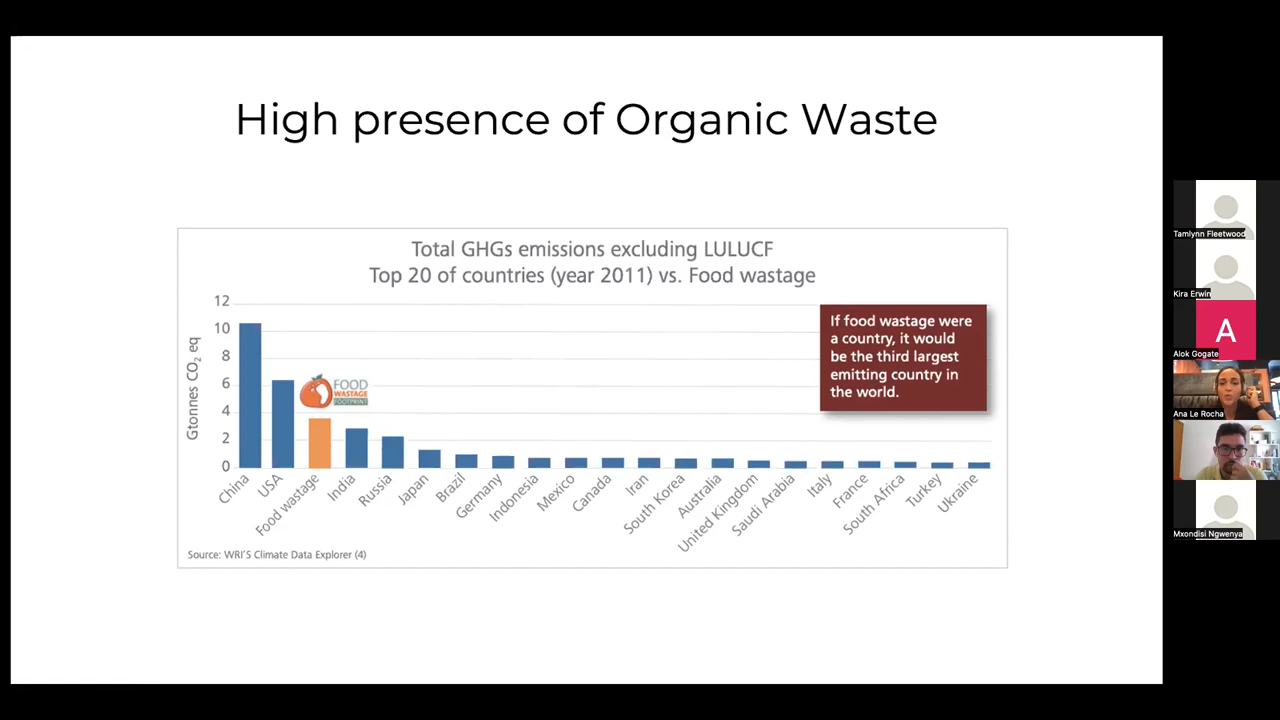 High presence of Organic Waste
Total GHGs emissions excluding LULUCF
Top 20 of countries (year 2011) vs. Food wastage
Gtonnes CO₂ eq
12
10
8
6
4
2
0
FOOD
WASTAGE
FOOTPRINT
If food wastage were
a country, it would
be the third largest
emitting country in
the world.
China
USA
Food wastage
India
Russia
Japan
Brazil
Germany
Indonesia
Mexico
Canada
Iran
South Korea
Australia
United Kingdom
Saudi Arabia
Italy
France
South Africa
Turkey
Ukraine
Source: WRI'S Climate Data Explorer (4)
Tamlynn Fleetwood
Kira Erwin
A
Alok Gogate
Ana Le Rocha
Mxondisi Ngwenya